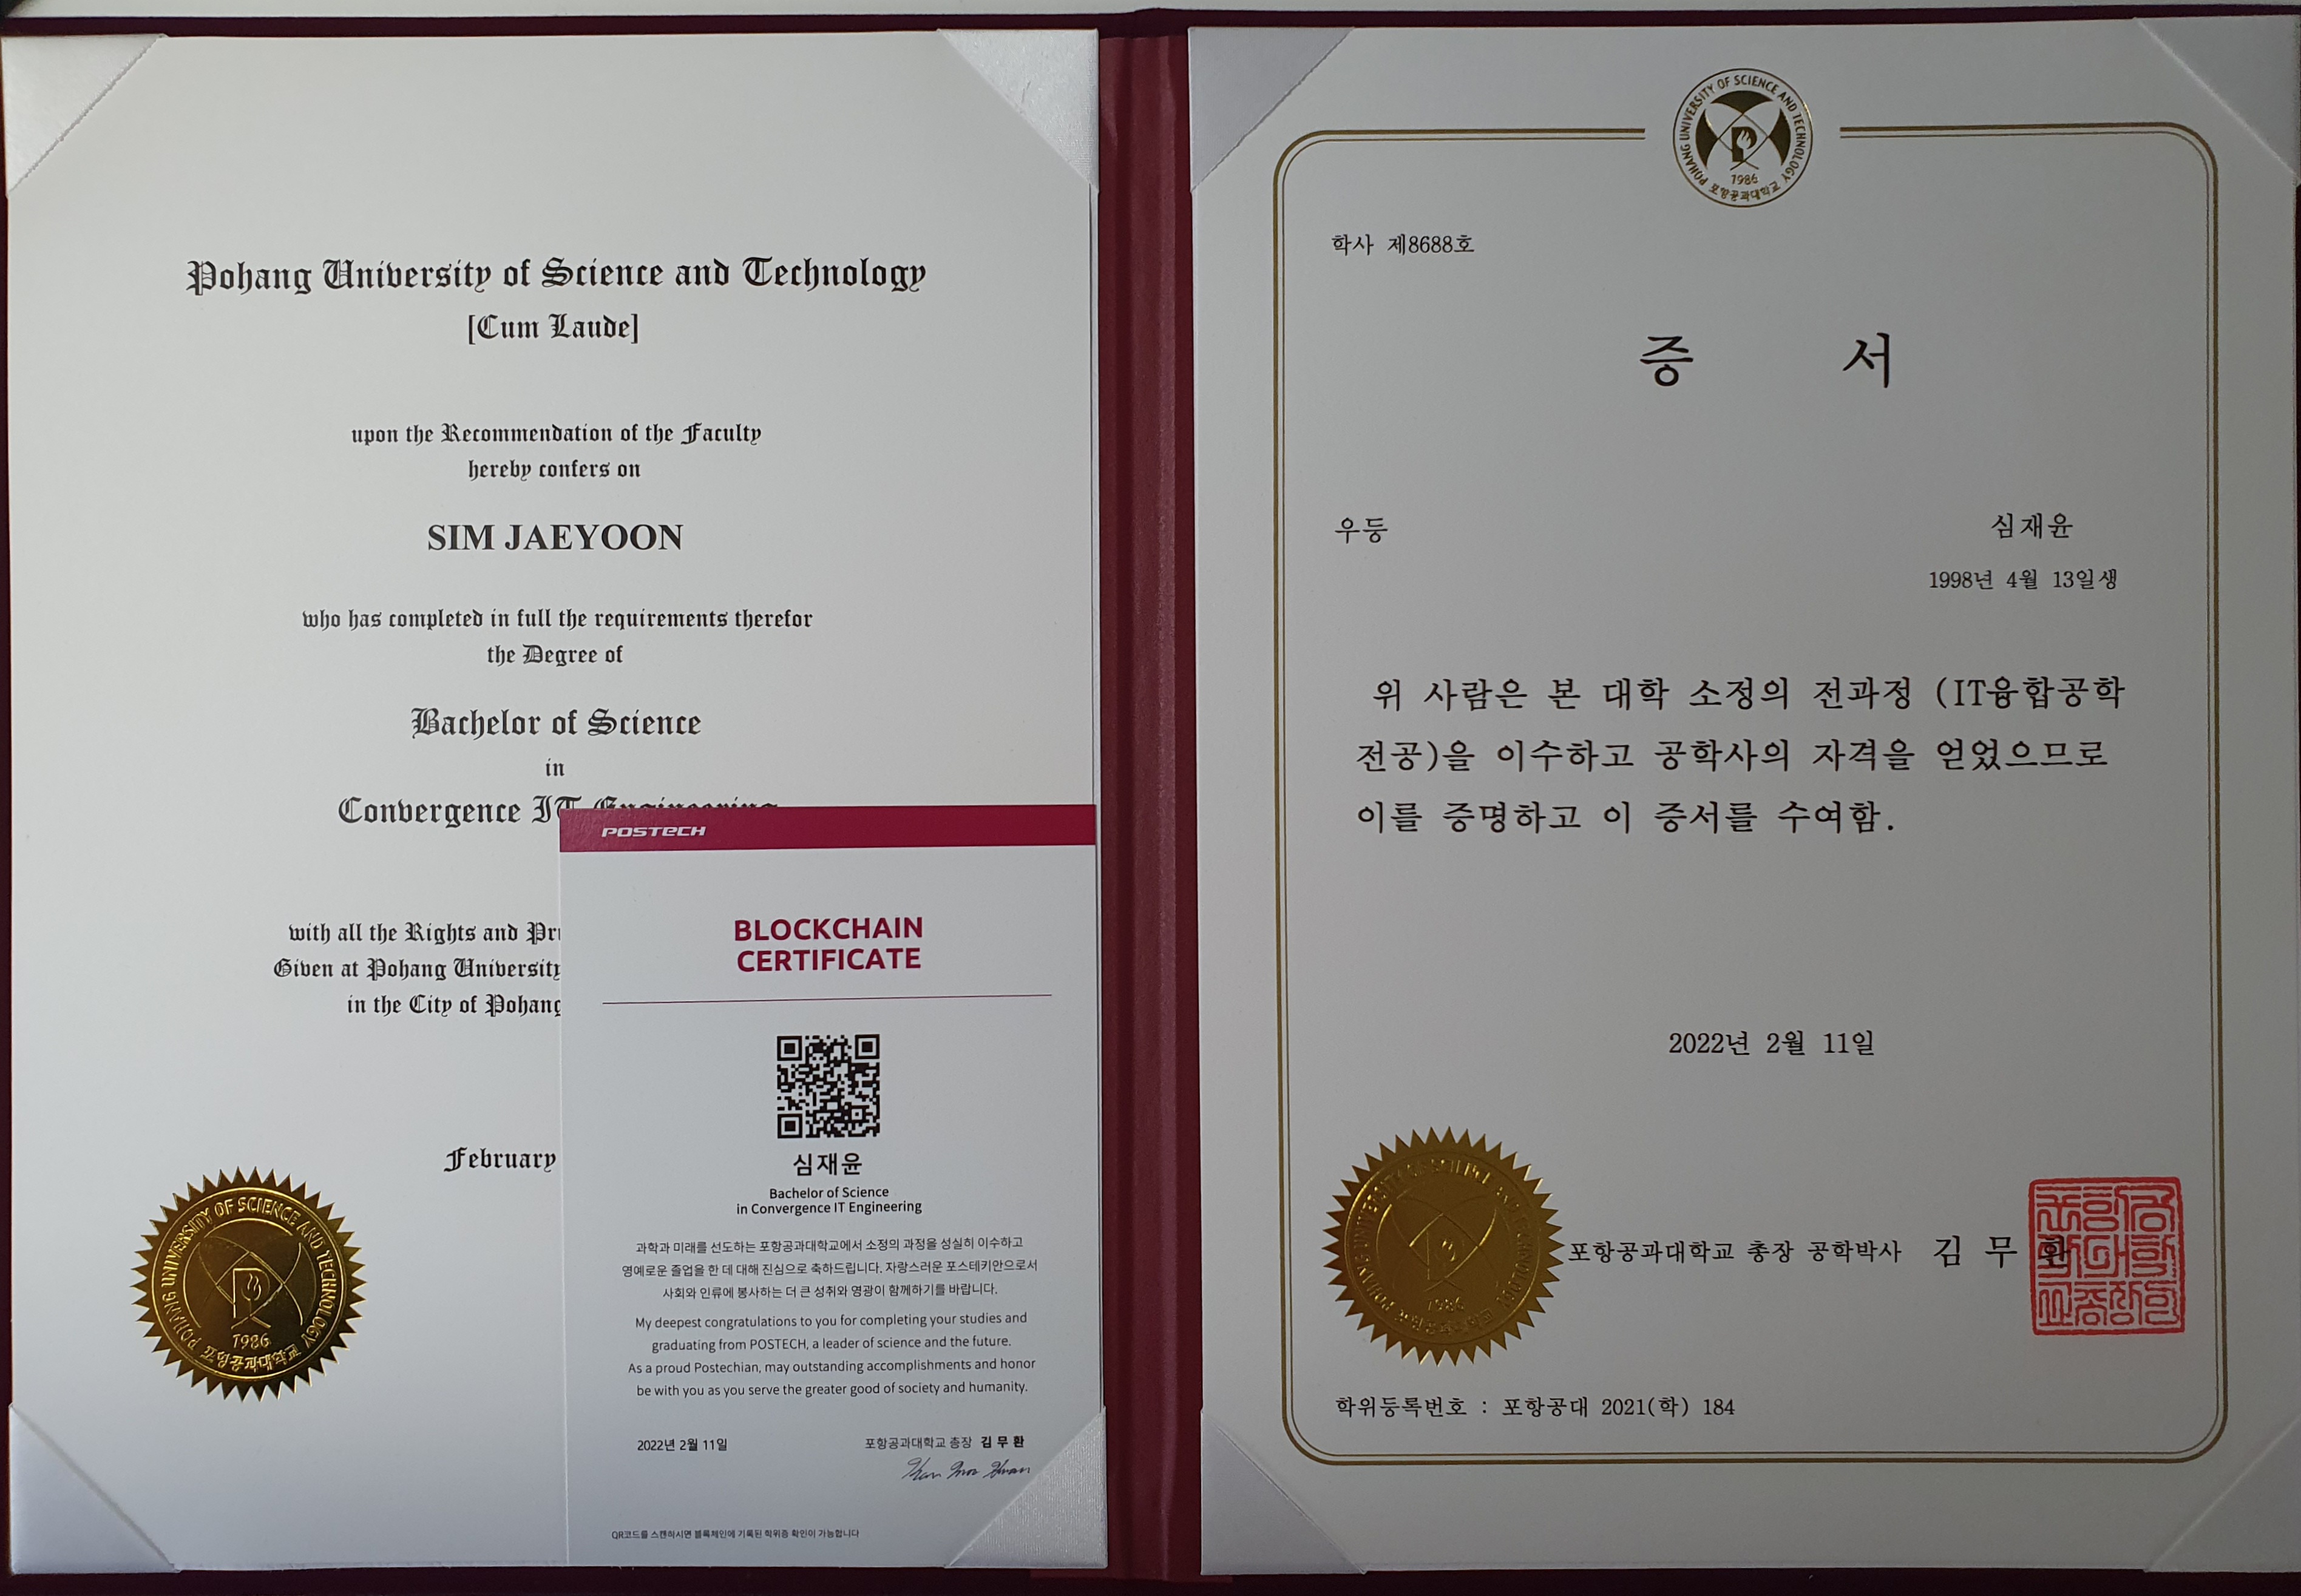 Pohang University of Science and Technology
[Cum Laude]
upon the Recommendation of the Faculty
hereby confers on
SIM JAEYOON
who has completed in full the requirements therefor
the Degree of
Bachelor of Science
in
Convergence IT Engineering
with all the Rights and
Given at Pohang University
in the City of Pohang
February
POHANG UNIVERSITY OF SCIENCE AND TECHNOLOGY
1986
포항공과대학교
POSTECH
BLOCKCHAIN
CERTIFICATE
심재윤
Bachelor of Science
in Convergence IT Engineering
과학과 미래를 선도하는 포항공과대학교에서 소정의 과정을 성실히 이수하고
영예로운 졸업을 한 데 대해 진심으로 축하드립니다. 자랑스러운 포스테키안으로서
사회와 인류에 봉사하는 더 큰 성취와 영광이 함께하기를 바랍니다.
My deepest congratulations to you for completing your studies and
graduating from POSTECH, a leader of science and the future.
As a proud Postechian, may outstanding accomplishments and honor
be with you as you serve the greater good of society and humanity.
2022년 2월 11일
포항공과대학교 총장 김무환
QR코드를 스캔하시면 블록체인에 기록된 학위증 확인이 가능합니다
POHANG UNIVERSITY OF SCIENCE AND TECHNOLOGY
1986
포항공과대학교
학사 제8688호
증 서
우등
심재윤
1998년 4월 13일생
위 사람은 본 대학 소정의 전과정 (IT융합공학
전공)을 이수하고 공학사의 자격을 얻었으므로
이를 증명하고 이 증서를 수여함.
2022년 2월 11일
POHANG UNIVERSITY OF SCIENCE AND TECHNOLOGY
1986
포항공과대학교
포항공과대학교 총장 공학박사 김 무 환
학위등록번호 : 포항공대 2021(학) 184